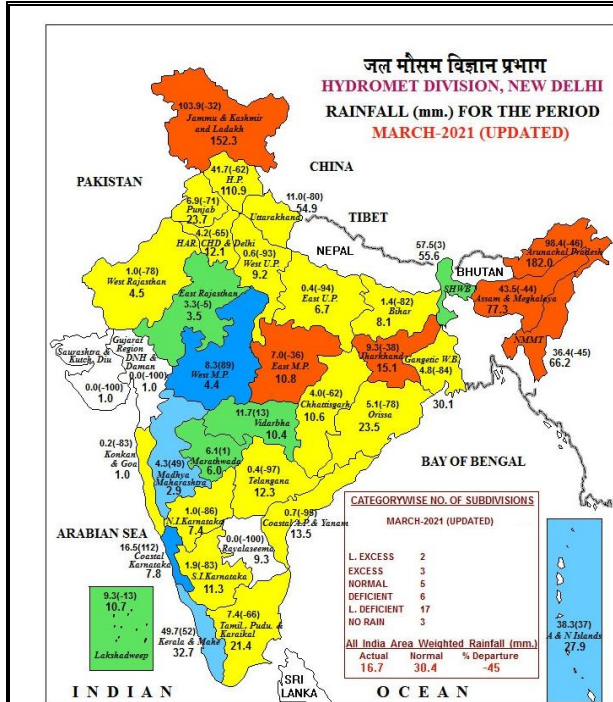 जल मौसम विज्ञान प्रभाग
HYDROMET DIVISION, NEW DELHI
RAINFALL (mm.) FOR THE PERIOD
MARCH-2021 (UPDATED)
103.9(-32)
Jammu & Kashmir
and Ladakh
152.3
CHINA
PAKISTAN
41.7(-62)
H.P.
110.9
6.9(-71)
Punjab
23.7
11.0(-80)
54.9
Uttarakhand
TIBET
4.2(-65)
HAR. CHD & Delhi
12.1
NEPAL
57.5(3)
55.6
BHUTAN
SHWB
98.4(-46)
Arunachal Pradesh
182.0
43.5(-44)
Assam & Meghalaya
77.3
NMMT
36.4(-45)
66.2
1.0(-78)
West Rajasthan
4.5
0.6(-93)
West U.P.
9.2
East Rajasthan
3.3(-5)
3.5
0.4(-94)
East U.P.
6.7
1.4(-82)
Bihar
8.1
Saurashtra &
Kutch, Diu
0.0(-100)
1.0
Gujarat
Region
DNH &
Daman
0.0(-100)
1.0
8.3(89)
West M.P.
4.4
7.0(-36)
East M.P.
10.8
9.3(-38)
Jharkhand
15.1
Gangetic W.B.
4.8(-84)
30.1
4.0(-62)
Chhattisgarh
10.6
5.1(-78)
Orissa
23.5
11.7(13)
Vidarbha
10.4
0.2(-83)
Konkan
& Goa
1.0
4.3(49)
Madhya
Maharashtra
2.9
6.1(1)
Marathwada
6.0
0.4(-97)
Telangana
12.3
BAY OF BENGAL
ARABIAN SEA
1.0(-86)
N.I.Karnataka
7.4
0.0(-100)
Rayalaseema
9.3
Coastal A.P.& Yanam
13.5
16.5(112)
Coastal
Karnataka
7.8
1.9(-83)
S.I.Karnataka
11.3
9.3(-13)
10.7
Lakshadweep
49.7(52)
Kerala & Mahe
32.7
7.4(-66)
Tamil., Pudu. &
Karaikal
21.4
CATEGORYWISE NO. OF SUBDIVISIONS
MARCH-2021 (UPDATED)
L. EXCESS 2
EXCESS 3
NORMAL 5
DEFICIENT 6
L. DEFICIENT 17
NO RAIN 3
All India Area Weighted Rainfall (mm.)
Actual Normal % Departure
16.7 30.4 -45
38.3(37)
A & N Islands
27.9
SRI
LANKA
INDIAN OCEAN